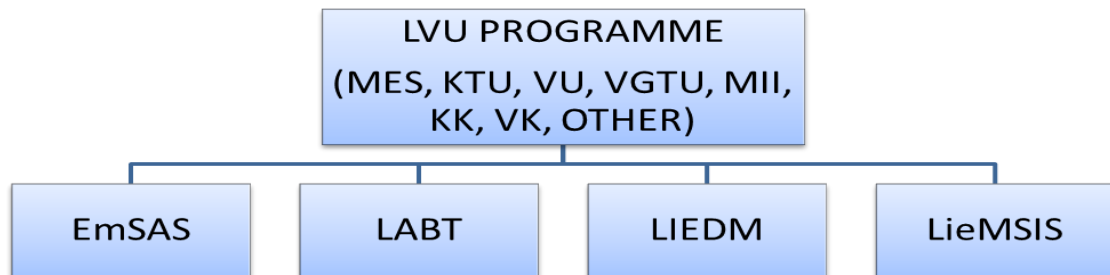 LVU PROGRAMME
(MES, KTU, VU, VGTU, MII,
KK, VK, OTHER)
EmSAS
LABT
LIEDM
LieMSIS